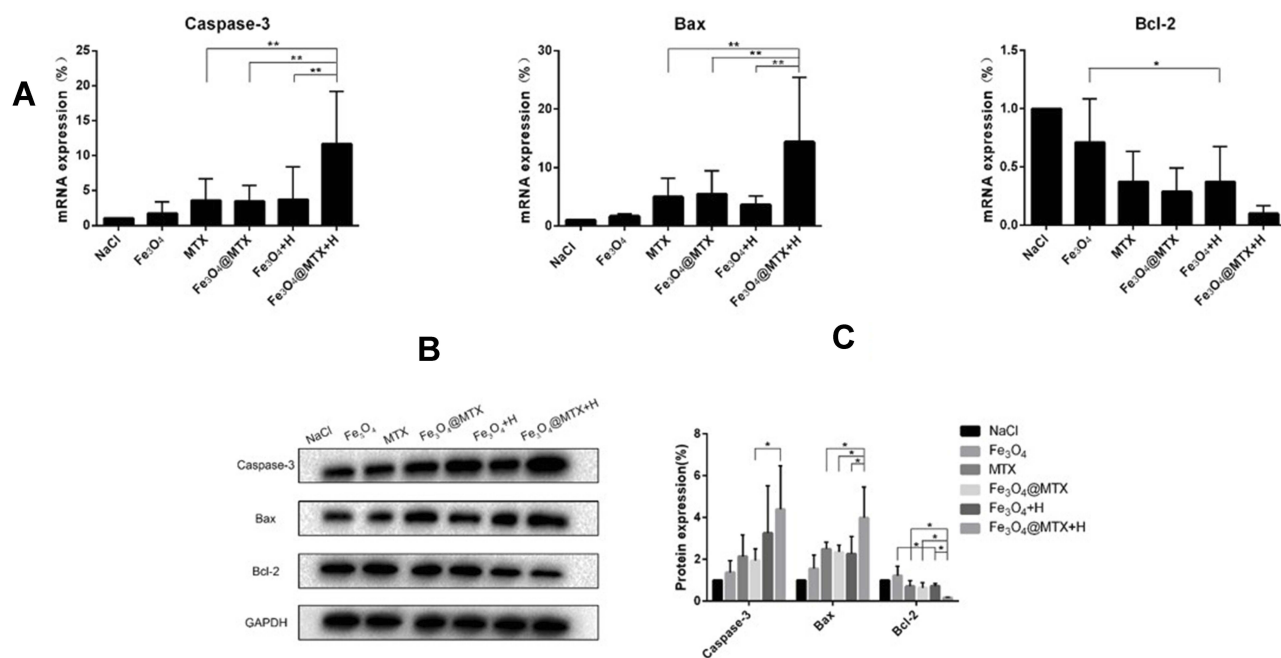 A
Caspase-3
mRNA expression (%)
25
20
15
10
5
0
** 
**
**
NaCl
Fe₃O₄
MTX
Fe₃O₄@MTX
Fe₃O₄+H
Fe₃O₄@MTX+H
Bax
mRNA expression (%)
30
20
10
0
**
**
**
NaCl
Fe₃O₄
MTX
Fe₃O₄@MTX
Fe₃O₄+H
Fe₃O₄@MTX+H
Bcl-2
mRNA expression (%)
1.5
1.0
0.5
0.0
*
NaCl
Fe₃O₄
MTX
Fe₃O₄@MTX
Fe₃O₄+H
Fe₃O₄@MTX+H
B
NaCl Fe₃O₄ MTX Fe₃O₄@MTX Fe₃O₄+H Fe₃O₄@MTX+H
Caspase-3
Bax
Bcl-2
GAPDH
C
Protein expression(%)
8
6
4
2
0
*
*
*
*
*
*
*
*
Caspase-3
Bax
Bcl-2
NaCl
Fe₃O₄
MTX
Fe₃O₄@MTX
Fe₃O₄+H
Fe₃O₄@MTX+H